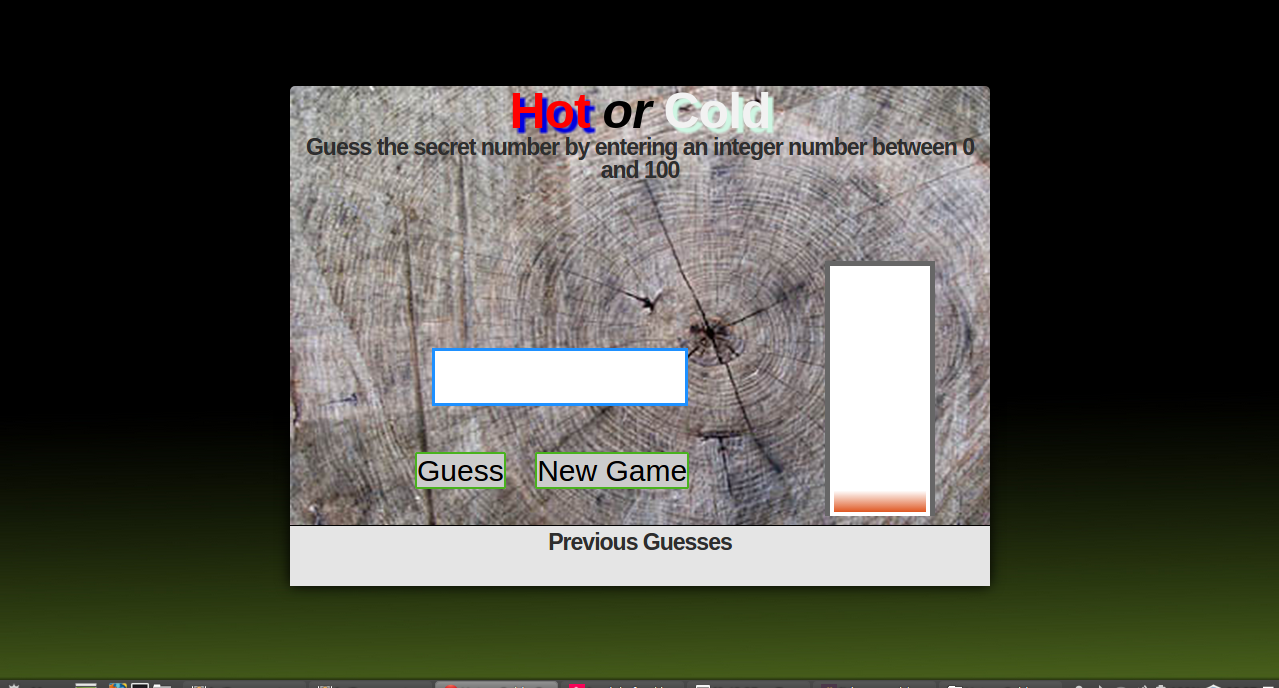 Hot or Cold
Guess the secret number by entering an integer number between 0
and 100
Guess
New Game
Previous Guesses